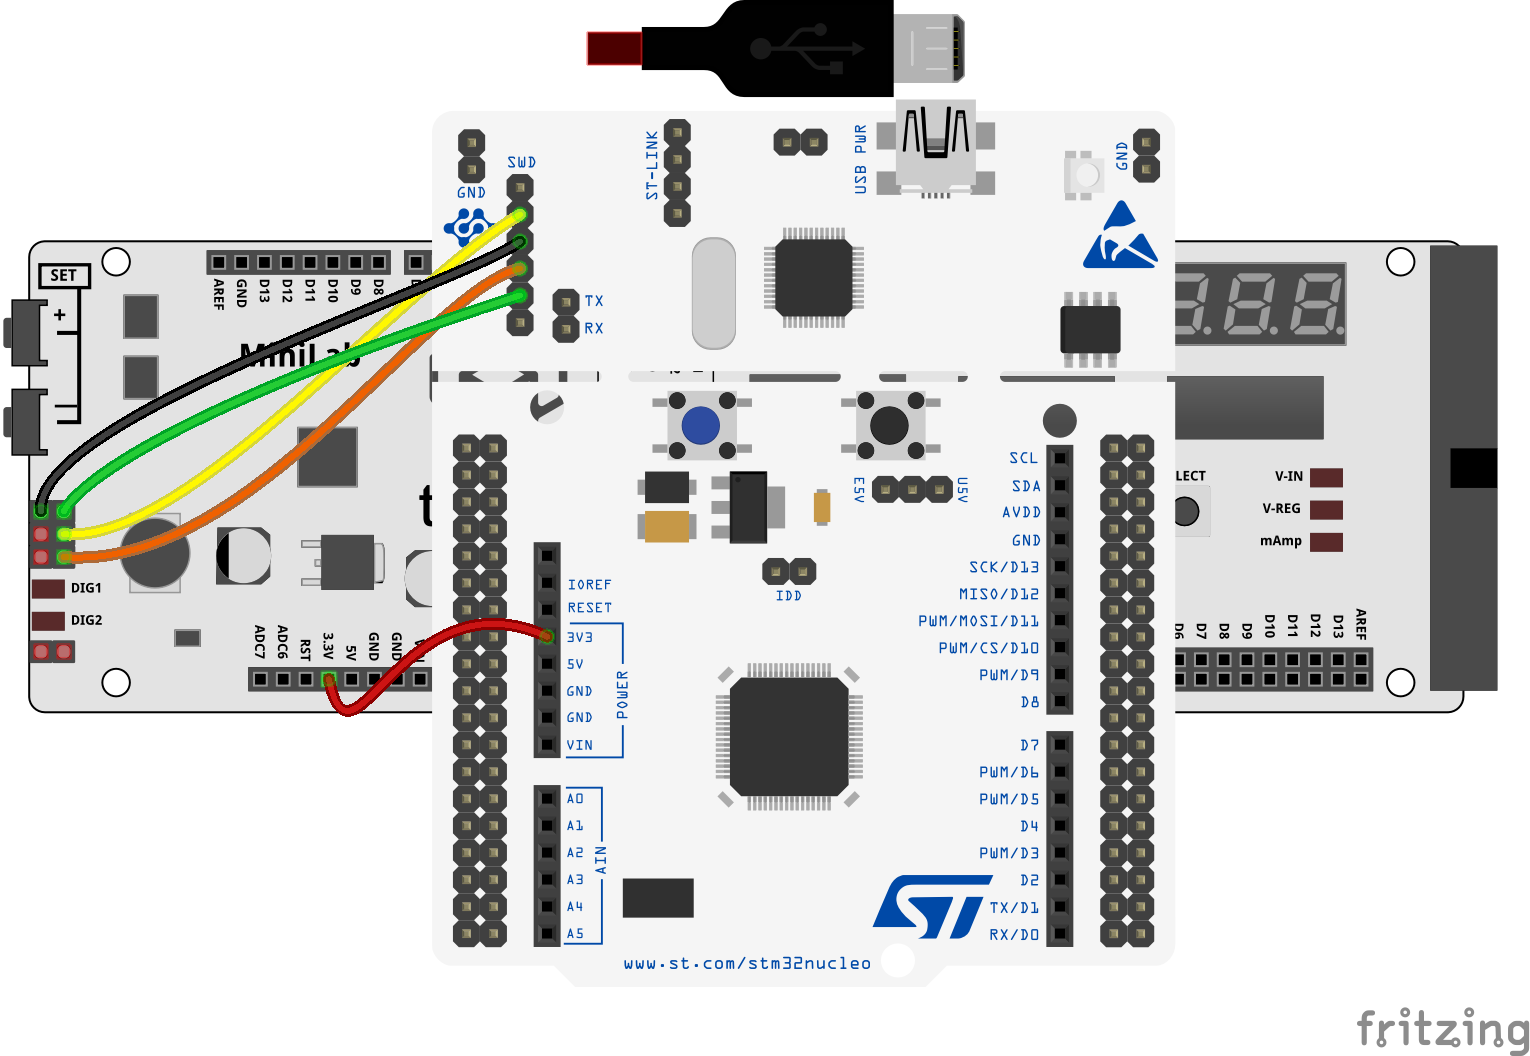 SWD
GND
ST-LINK
USB PWR
GND
TX
RX
SET
+
AREF
GND
D13
D12
D11
D10
D9
D8
MiniLab
t
DIG1
DIG2
ADC7
ADC6
RST
3.3V
5V
GND
GND
IOREF
RESET
3V3
5V
GND
GND
VIN
POWER
A0
A1
A2
A3
A4
A5
AIN
E5V
U5V
IDD
SCL
SDA
AVDD
GND
SCK/D13
MISO/D12
PWM/MOSI/D11
PWM/CS/D10
PWM/D9
D8
D7
PWM/D6
PWM/D5
D4
PWM/D3
D2
TX/D1
RX/D0
ST
www.st.com/stm32nucleo
888
LECT
V-IN
V-REG
mAmp
D6
D7
D8
D9
D10
D11
D12
D13
AREF
fritzing